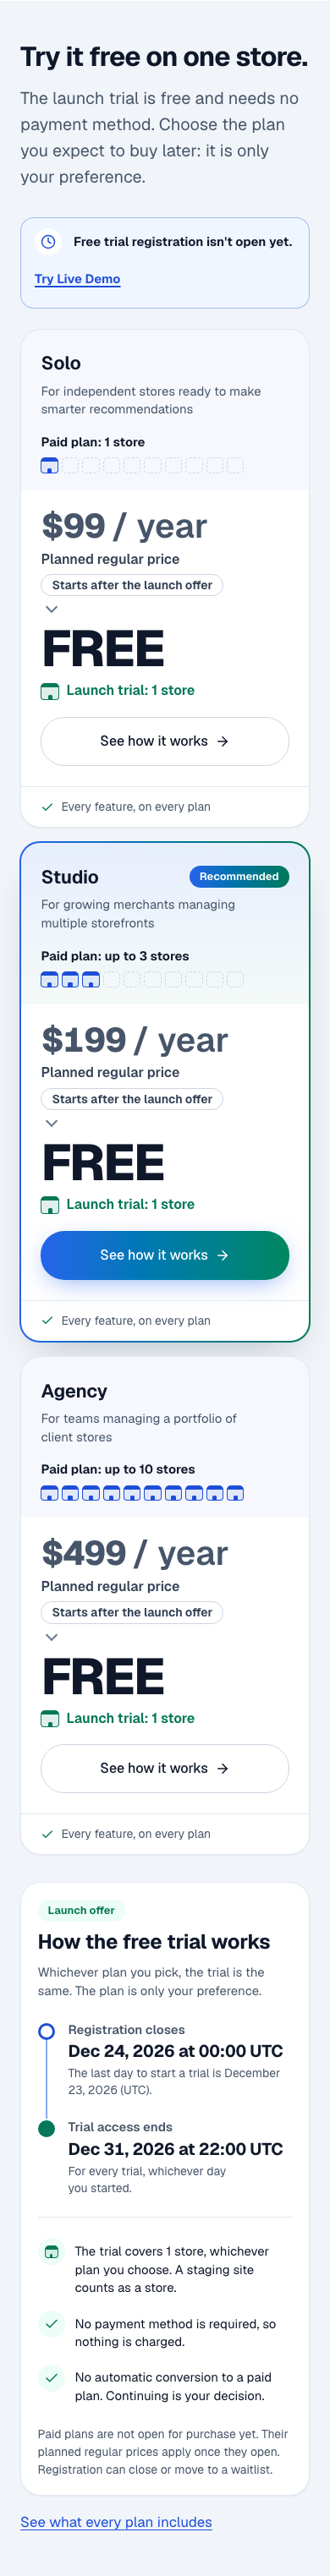 Try it free on one store.
The launch trial is free and needs no
payment method. Choose the plan
you expect to buy later: it is only
your preference.
Free trial registration isn't open yet.
Try Live Demo
Solo
For independent stores ready to make
smarter recommendations
Paid plan: 1 store
$99 / year
Planned regular price
Starts after the launch offer
FREE
Launch trial: 1 store
See how it works →
Every feature, on every plan
Studio
Recommended
For growing merchants managing
multiple storefronts
Paid plan: up to 3 stores
$199 / year
Planned regular price
Starts after the launch offer
FREE
Launch trial: 1 store
See how it works →
Every feature, on every plan
Agency
For teams managing a portfolio of
client stores
Paid plan: up to 10 stores
$499 / year
Planned regular price
Starts after the launch offer
FREE
Launch trial: 1 store
See how it works →
Every feature, on every plan
Launch offer
How the free trial works
Whichever plan you pick, the trial is the
same. The plan is only your preference.
Registration closes
Dec 24, 2026 at 00:00 UTC
The last day to start a trial is December
23, 2026 (UTC).
Trial access ends
Dec 31, 2026 at 22:00 UTC
For every trial, whichever day
you started.
The trial covers 1 store, whichever
plan you choose. A staging site
counts as a store.
No payment method is required, so
nothing is charged.
No automatic conversion to a paid
plan. Continuing is your decision.
Paid plans are not open for purchase yet. Their
planned regular prices apply once they open.
Registration can close or move to a waitlist.
See what every plan includes